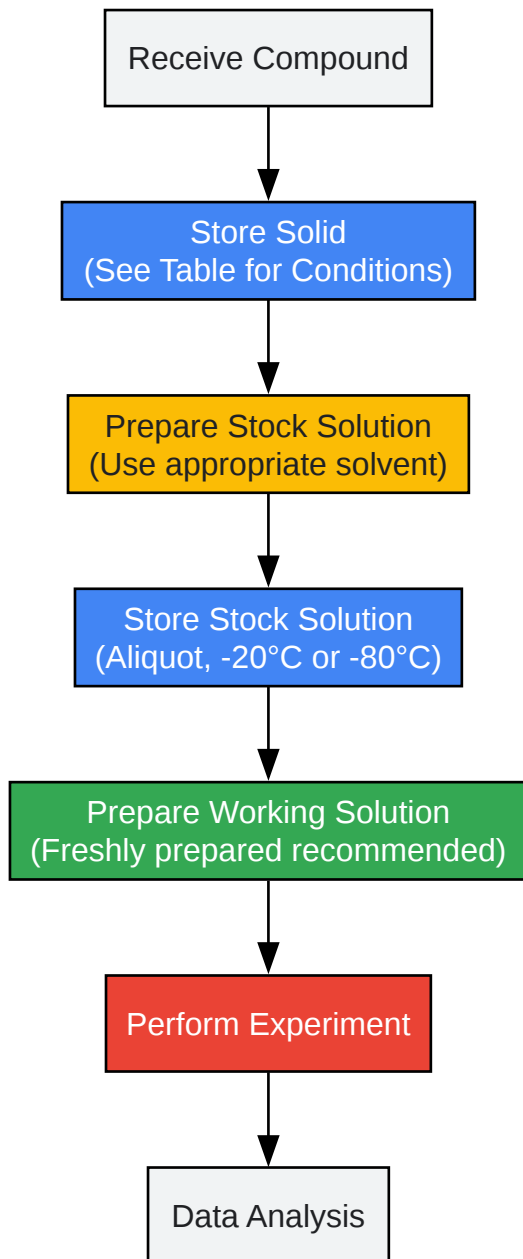 Receive Compound
Store Solid
(See Table for Conditions)
Prepare Stock Solution
(Use appropriate solvent)
Store Stock Solution
(Aliquot, -20°C or -80°C)
Prepare Working Solution
(Freshly prepared recommended)
Perform Experiment
Data Analysis